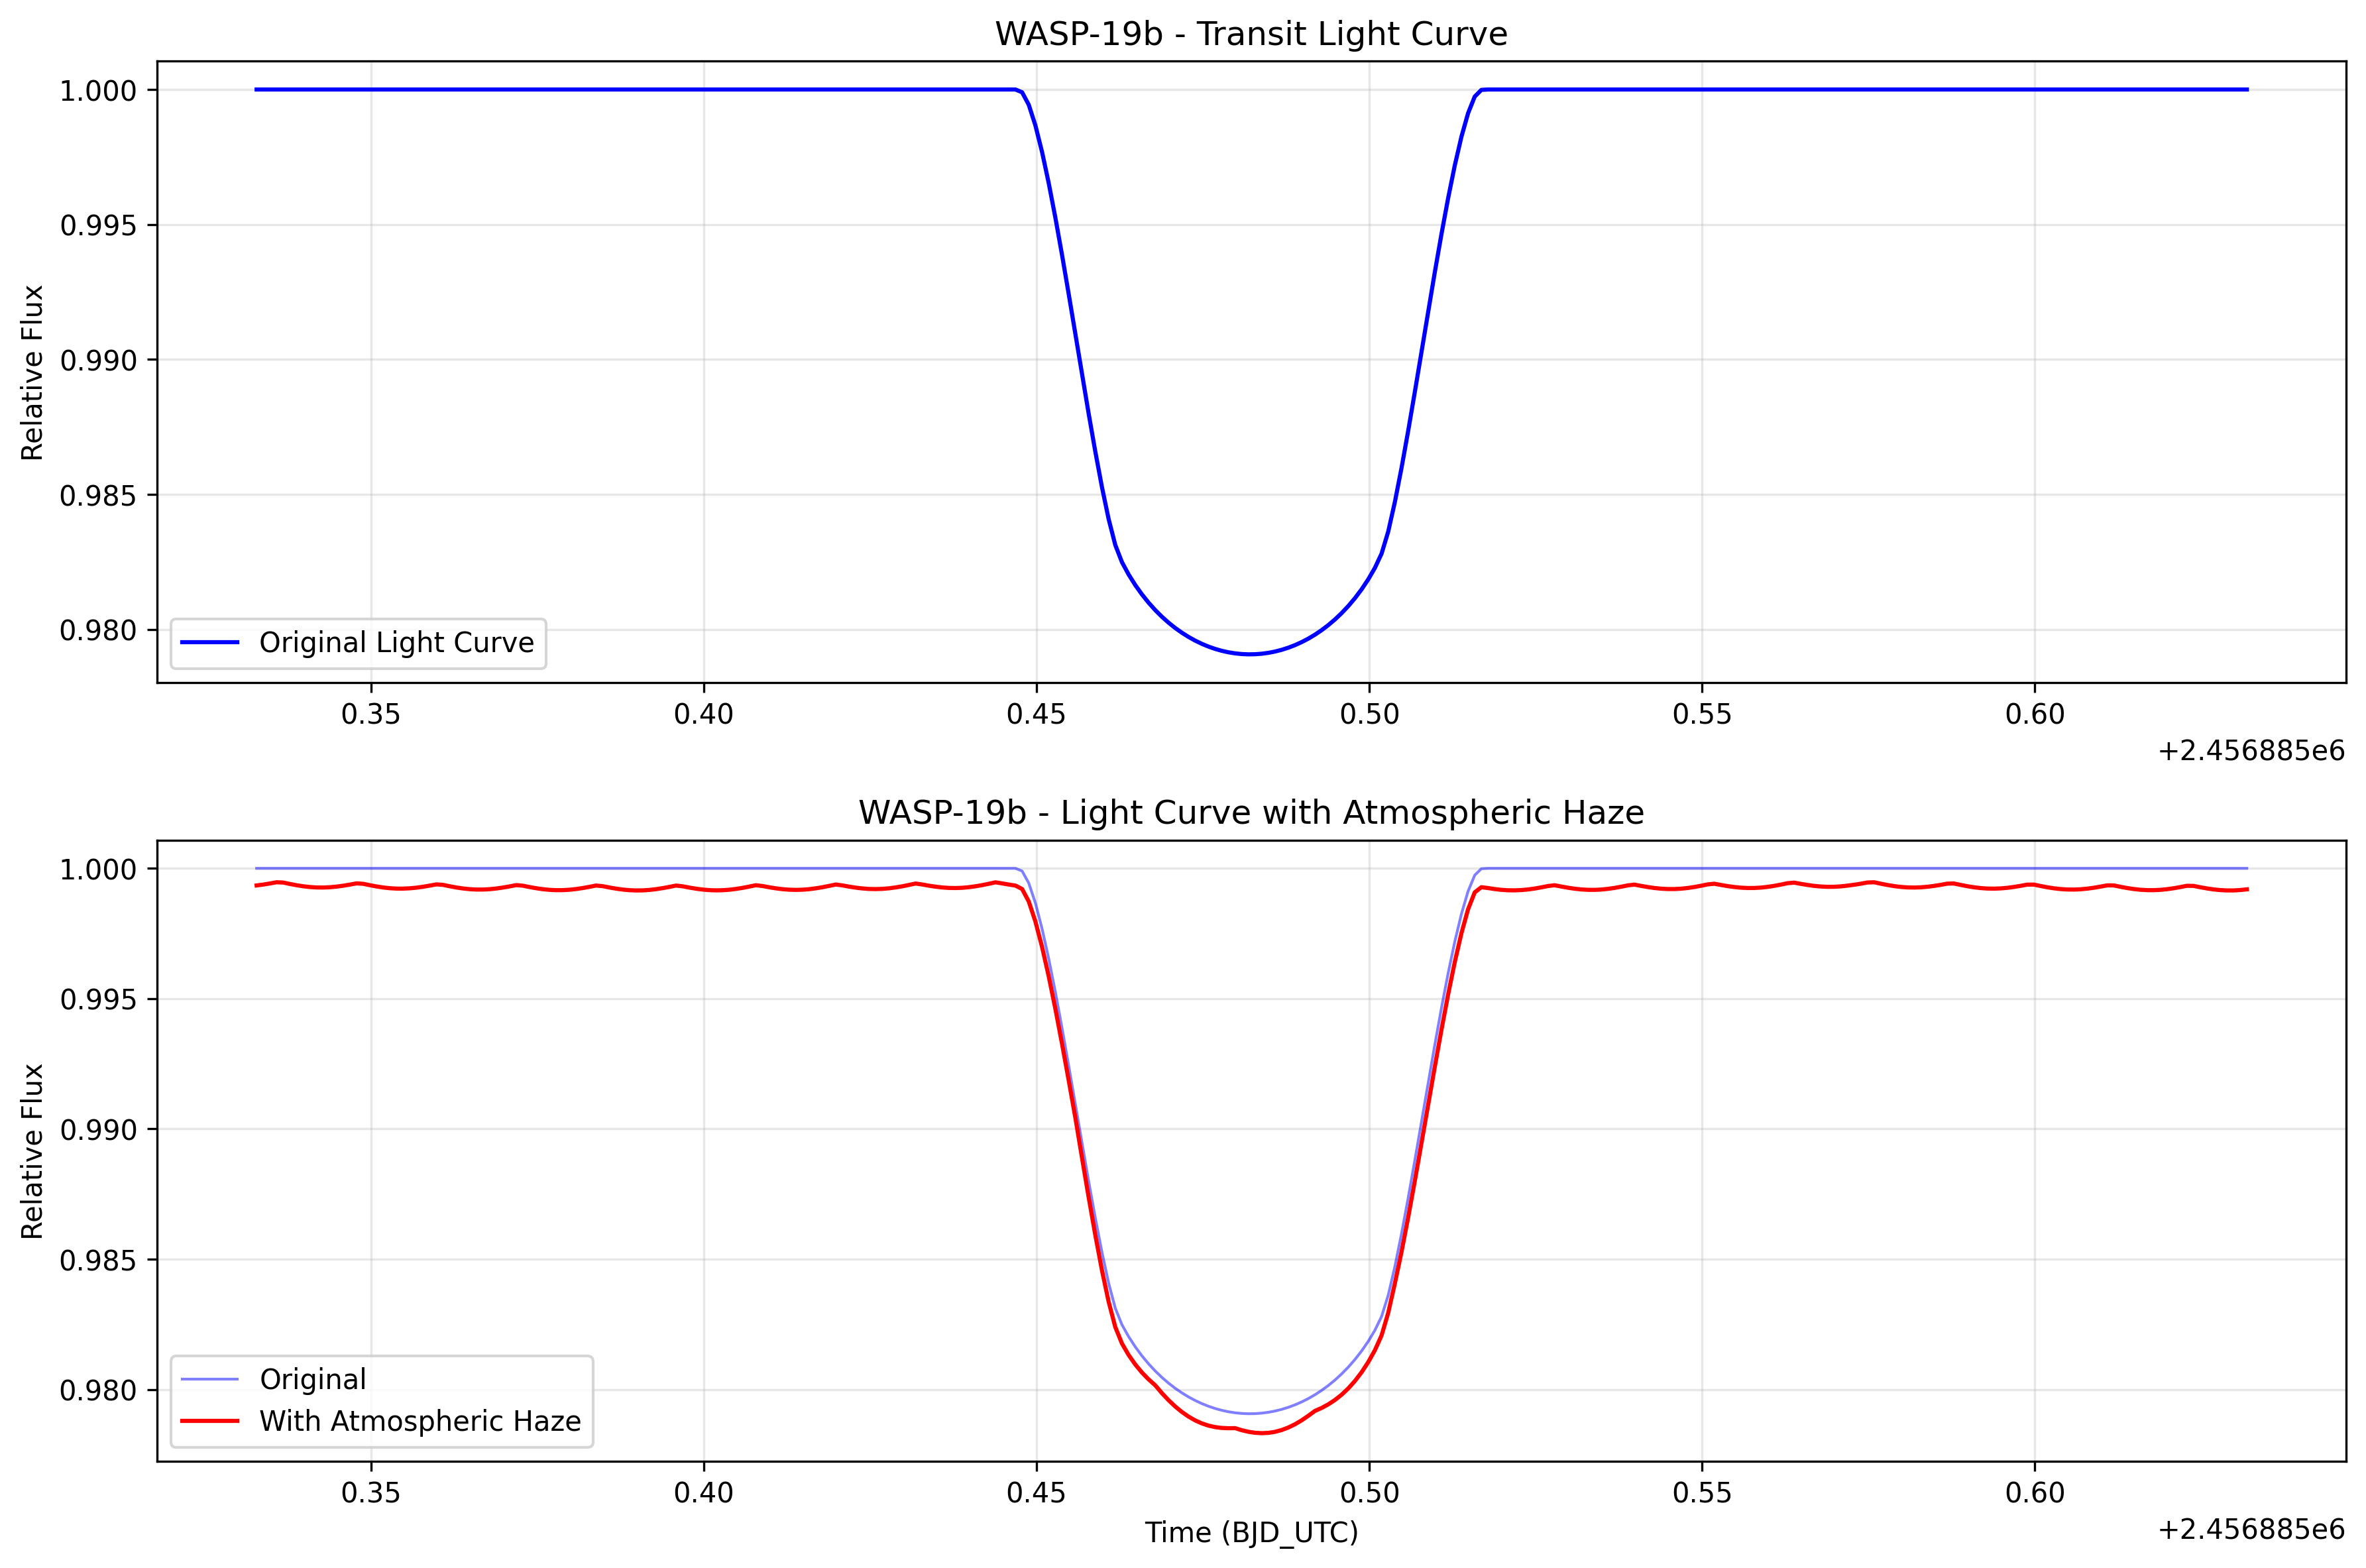 WASP-19b - Transit Light Curve
Relative Flux
1.000
0.995
0.990
0.985
0.980
Original Light Curve
0.35 0.40 0.45 0.50 0.55 0.60
+2.456885e6
WASP-19b - Light Curve with Atmospheric Haze
Relative Flux
1.000
0.995
0.990
0.985
0.980
Original
With Atmospheric Haze
0.35 0.40 0.45 0.50 0.55 0.60
Time (BJD_UTC)
+2.456885e6